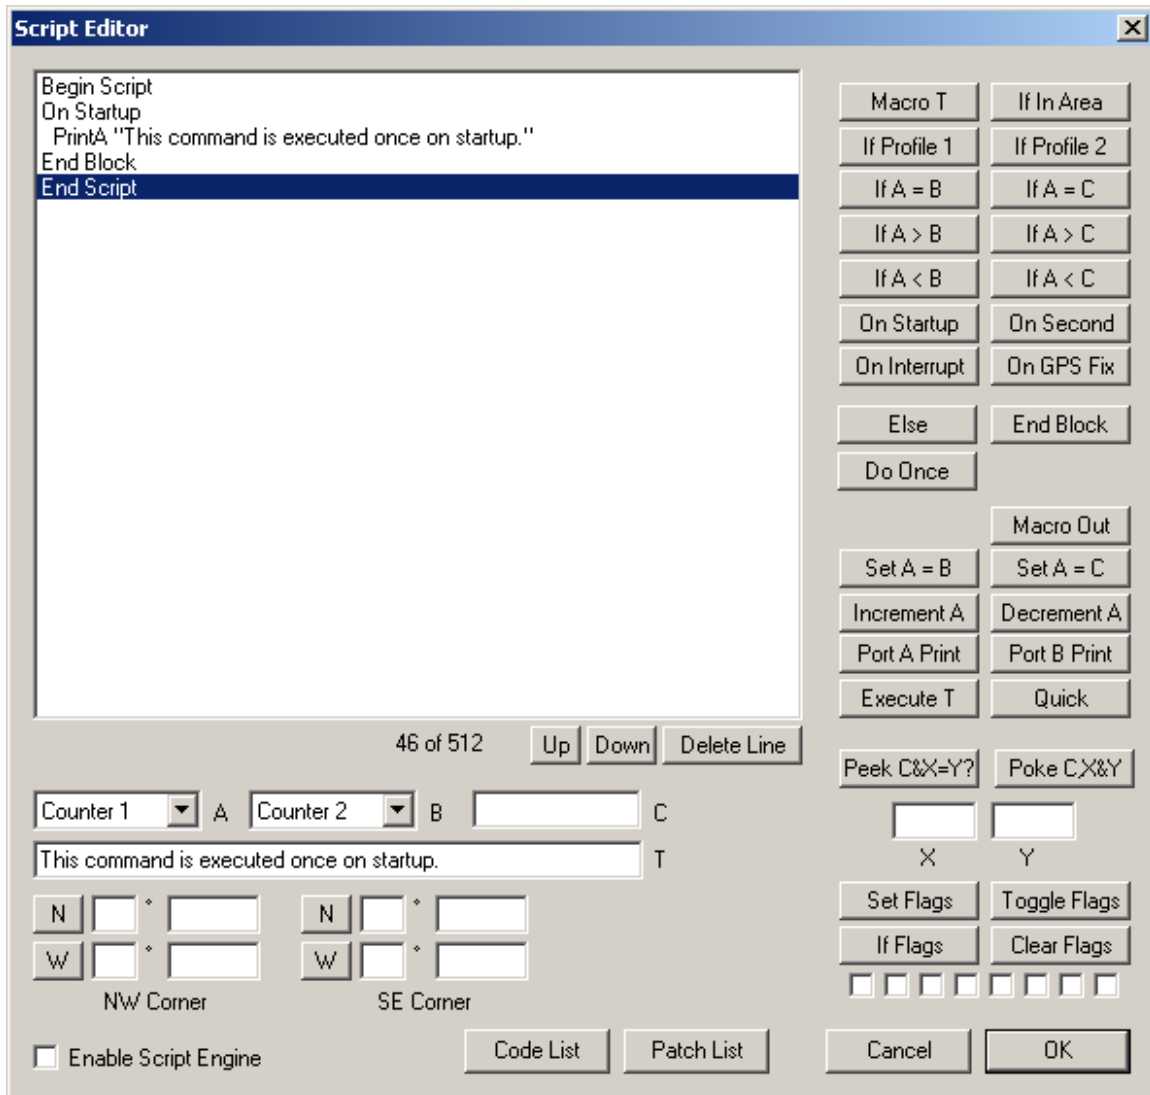 Script Editor
Begin Script
On Startup
PrintA "This command is executed once on startup."
End Block
End Script
46 of 512 Up Down Delete Line
Counter 1 A Counter 2 B C
This command is executed once on startup. T
N ° N °
W ° W °
NW Corner SE Corner
Enable Script Engine Code List Patch List
Macro T If In Area
If Profile 1 If Profile 2
If A = B If A = C
If A > B If A > C
If A < B If A < C
On Startup On Second
On Interrupt On GPS Fix
Else End Block
Do Once
Macro Out
Set A = B Set A = C
Increment A Decrement A
Port A Print Port B Print
Execute T Quick
Peek C&X=Y? Poke C,X&Y
X Y
Set Flags Toggle Flags
If Flags Clear Flags
Cancel OK